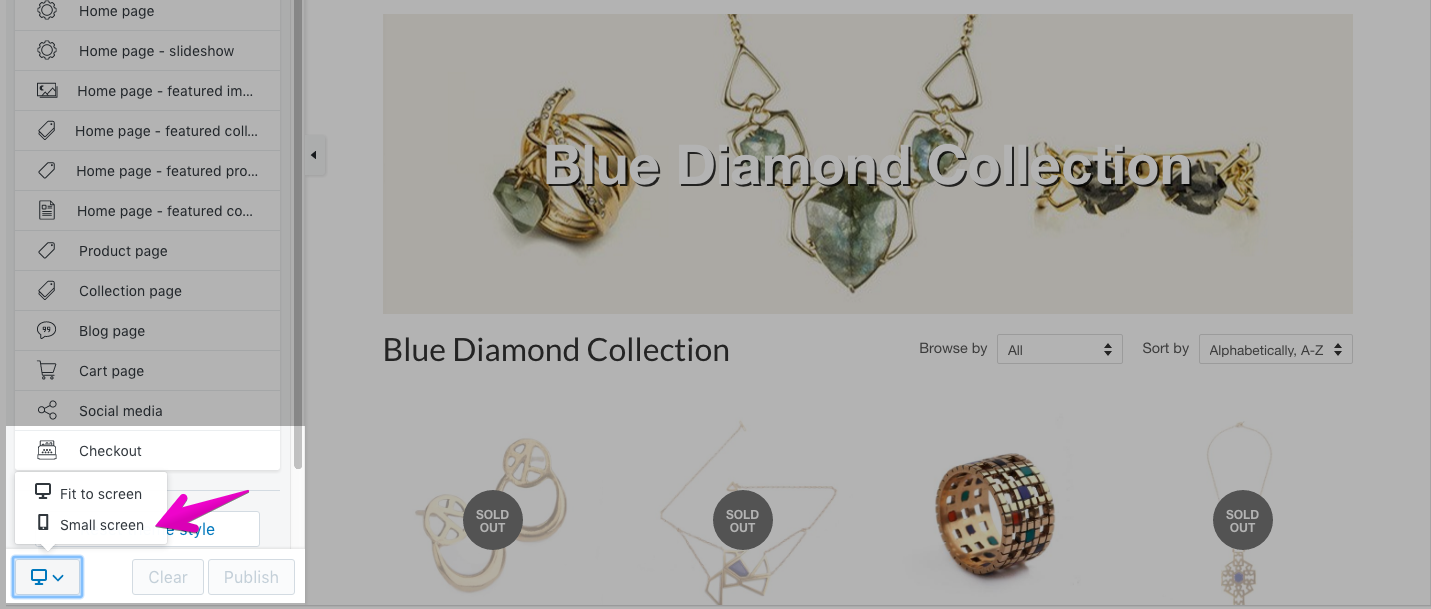 Home page
Home page - slideshow
Home page - featured im...
Home page - featured coll...
Home page - featured pro...
Home page - featured co...
Product page
Collection page
Blog page
Cart page
Social media
Checkout
Fit to screen
Small screen
style
Clear
Publish
Blue Diamond Collection
Blue Diamond Collection
Browse by
All
Sort by
Alphabetically, A-Z
SOLD
OUT
SOLD
OUT
SOLD
OUT